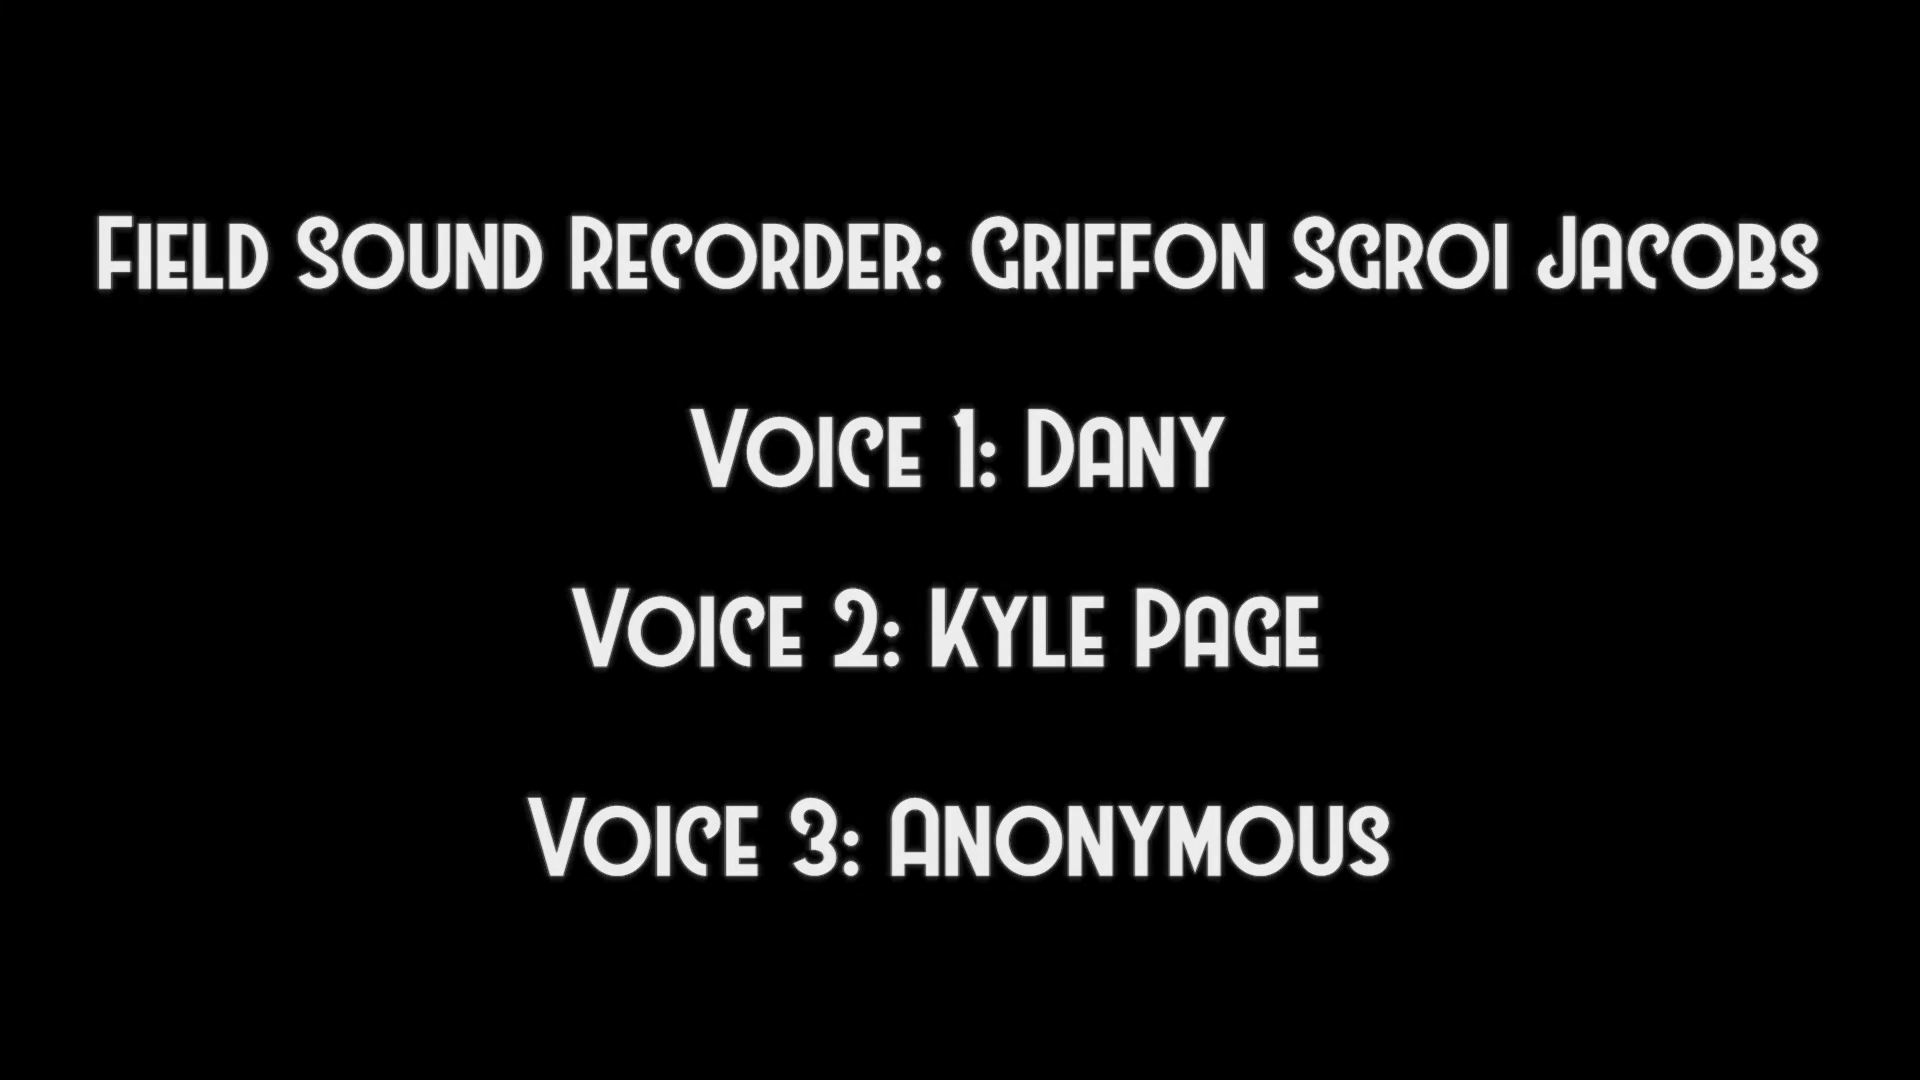 Field Sound Recorder: Griffon Sgroi Jacobs
Voice 1: Dany
Voice 2: Kyle Page
Voice 3: Anonymous